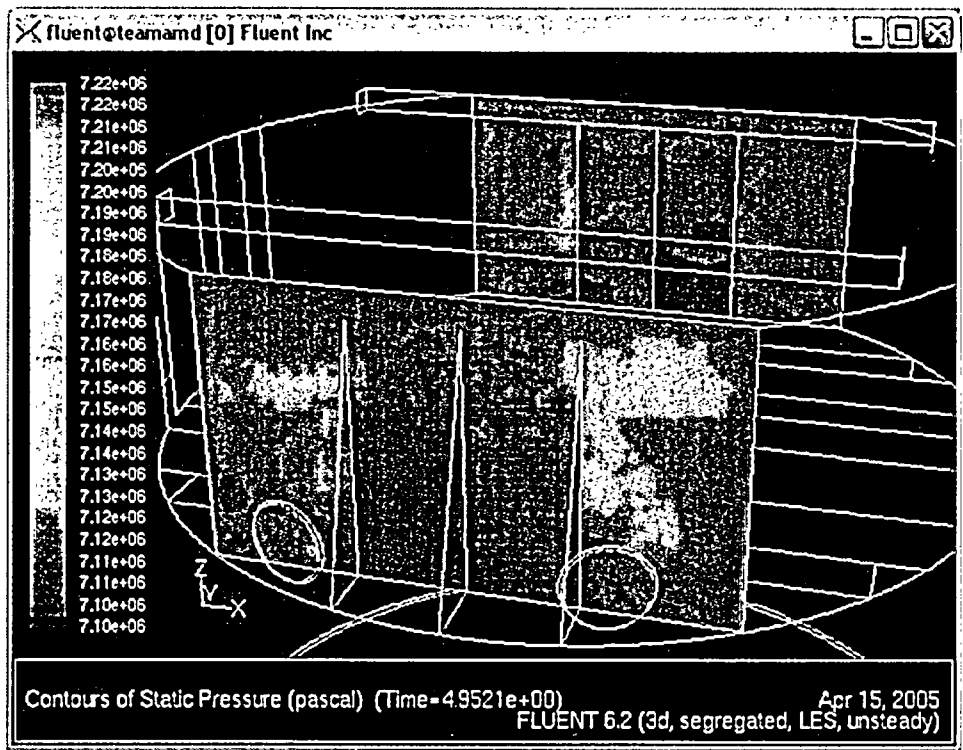 fluent@teamamd [0] Fluent Inc
7.22e+06
7.22e+06
7.21e+06
7.21e+06
7.20e+06
7.20e+06
7.19e+06
7.19e+06
7.18e+06
7.18e+06
7.17e+06
7.17e+06
7.16e+06
7.16e+06
7.15e+06
7.15e+06
7.14e+06
7.14e+06
7.13e+06
7.13e+06
7.12e+06
7.12e+06
7.11e+06
7.11e+06
7.10e+06
7.10e+06
Z
Y
X
Contours of Static Pressure (pascal) (Time=4.9521e+00)
Apr 15, 2005
FLUENT 6.2 (3d, segregated, LES, unsteady)